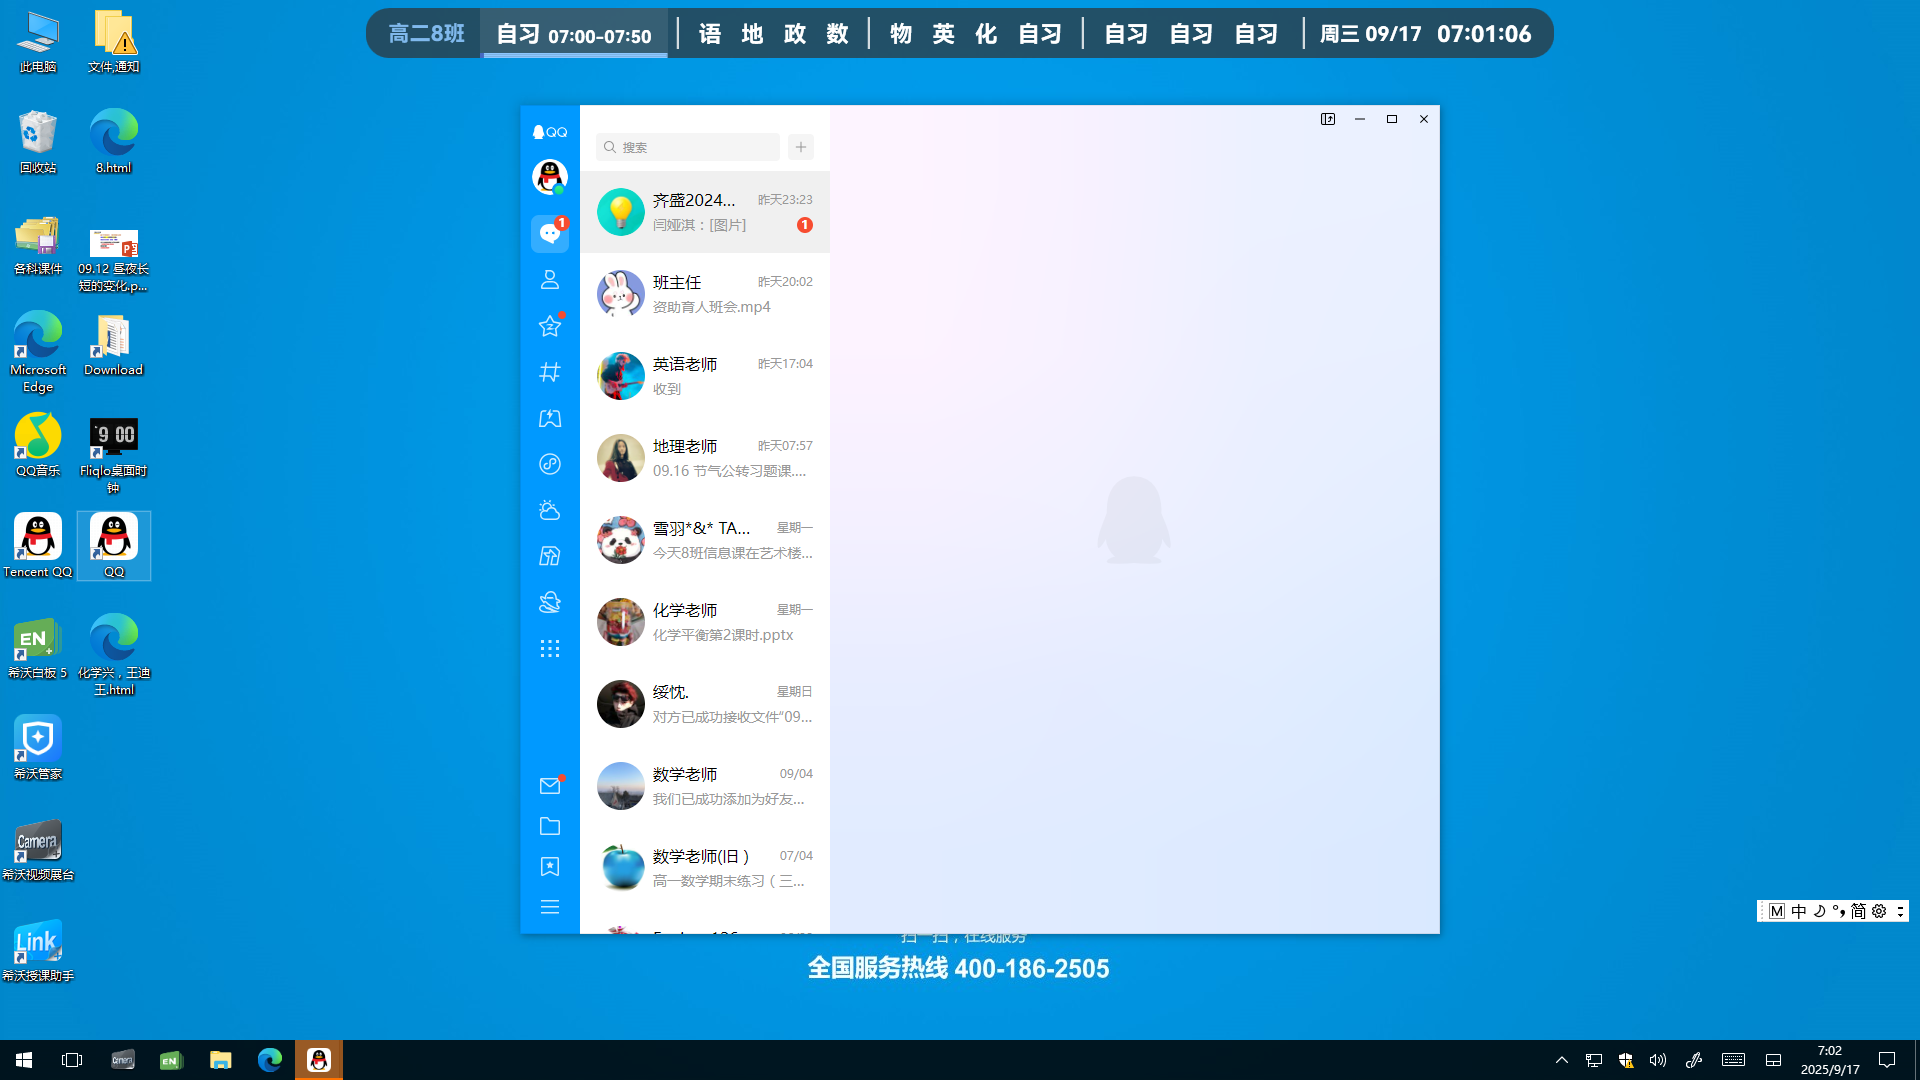 高二8班 自习 07:00-07:50 语 地 政 数 物 英 化 自习 自习 自习 自习 周三 09/17 07:01:06
此电脑
文件,通知
回收站
8.html
各科课件
09.12 昼夜长
短的变化.p...
Microsoft
Edge
Download
QQ音乐
9 00
Fliqlo桌面时
钟
Tencent QQ
QQ
EN
希沃白板 5
化学兴，王迪
王.html
希沃管家
Camera
希沃视频展台
Link
希沃授课助手
QQ
1
搜索
齐盛2024...
昨天23:23
闫娅淇：[图片]
1
班主任
昨天20:02
资助育人班会.mp4
英语老师
昨天17:04
收到
地理老师
昨天07:57
09.16 节气公转习题课....
雪羽*&* TA...
星期一
今天8班信息课在艺术楼...
化学老师
星期一
化学平衡第2课时.pptx
绥忱.
星期日
对方已成功接收文件“09...
数学老师
09/04
我们已成功添加为好友...
数学老师(旧）
07/04
高一数学期末练习（三...
扫一扫，在线服务
全国服务热线 400-186-2505
M 中 简
Camera
EN
7:02
2025/9/17